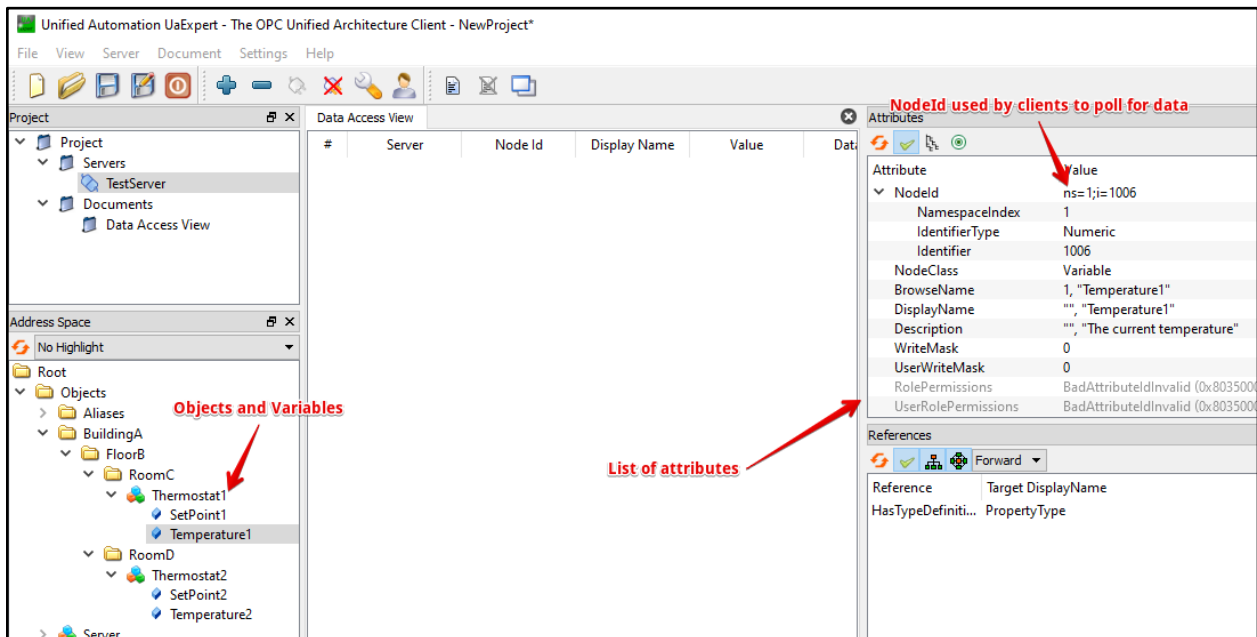 Unified Automation UaExpert - The OPC Unified Architecture Client - NewProject*
File View Server Document Settings Help
NodeId used by clients to poll for data
Project
Project
Servers
TestServer
Documents
Data Access View
Address Space
No Highlight
Root
Objects
Aliases
BuildingA
FloorB
RoomC
Thermostat1
SetPoint1
Temperature1
RoomD
Thermostat2
SetPoint2
Temperature2
Server
Objects and Variables
Data Access View
# Server Node Id Display Name Value Data
List of attributes
Attributes
Attribute Value
NodeId ns=1;i=1006
NamespaceIndex 1
IdentifierType Numeric
Identifier 1006
NodeClass Variable
BrowseName 1, "Temperature1"
DisplayName "", "Temperature1"
Description "", "The current temperature"
WriteMask 0
UserWriteMask 0
RolePermissions BadAttributeIdInvalid (0x8035000
UserRolePermissions BadAttributeIdInvalid (0x8035000
References
Forward
Reference Target DisplayName
HasTypeDefiniti... PropertyType